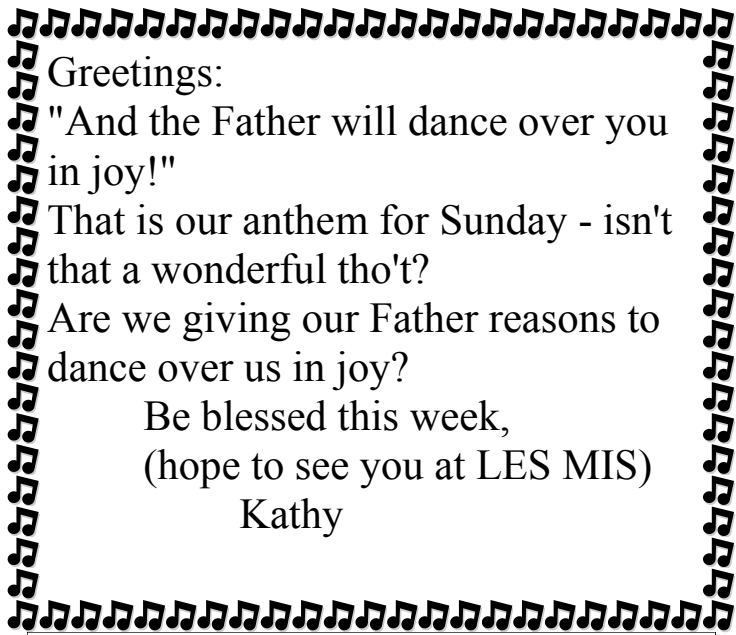 Greetings:
"And the Father will dance over you
in joy!"
That is our anthem for Sunday - isn't
that a wonderful tho't?
Are we giving our Father reasons to
dance over us in joy?
Be blessed this week,
(hope to see you at LES MIS)
Kathy